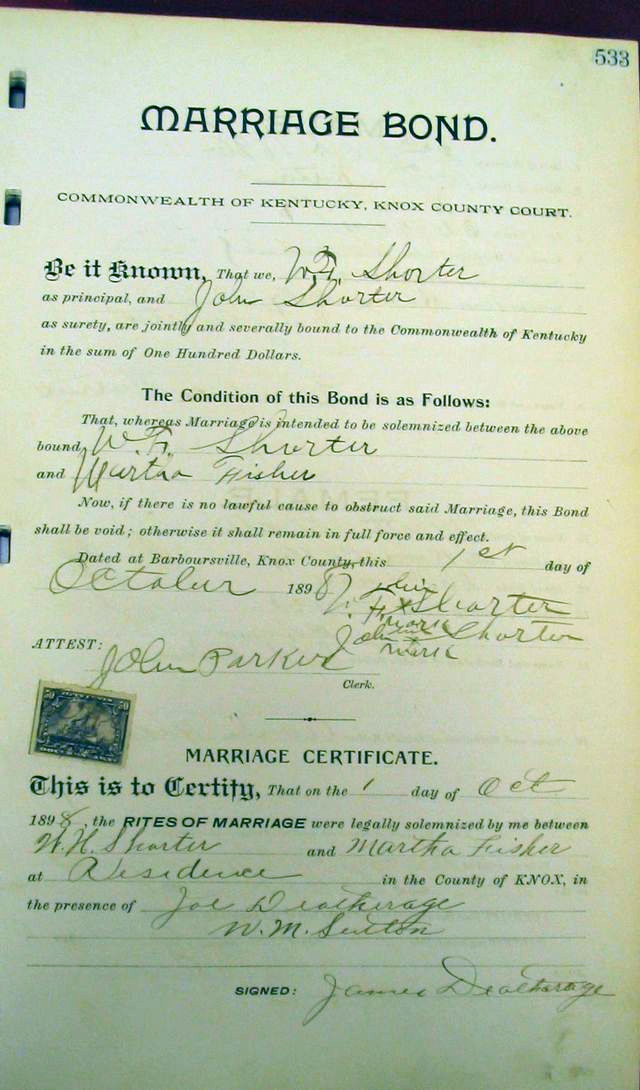 533
MARRIAGE BOND.
COMMONWEALTH OF KENTUCKY, KNOX COUNTY COURT.
Be it Known, That we, W.F. Shorter
as principal, and John Shorter
as surety, are jointly and severally bound to the Commonwealth of Kentucky
in the sum of One Hundred Dollars.
The Condition of this Bond is as Follows:
That, whereas Marriage is intended to be solemnized between the above
bound W.F. Shorter
and Martha Fisher
Now, if there is no lawful cause to obstruct said Marriage, this Bond
shall be void; otherwise it shall remain in full force and effect.
Dated at Barboursville, Knox County, this 1st day of
October 1898
F. x Shorter
mark
John x Shorter
mark
ATTEST:
John Parker
Clerk.
MARRIAGE CERTIFICATE.
This is to Certify, That on the 1 day of Oct
1898, the RITES OF MARRIAGE were legally solemnized by me between
W.H. Shorter and Martha Fisher
at Residence in the County of KNOX, in
the presence of Joe Deatherage
W.M. Sutton
SIGNED: James Deatherage